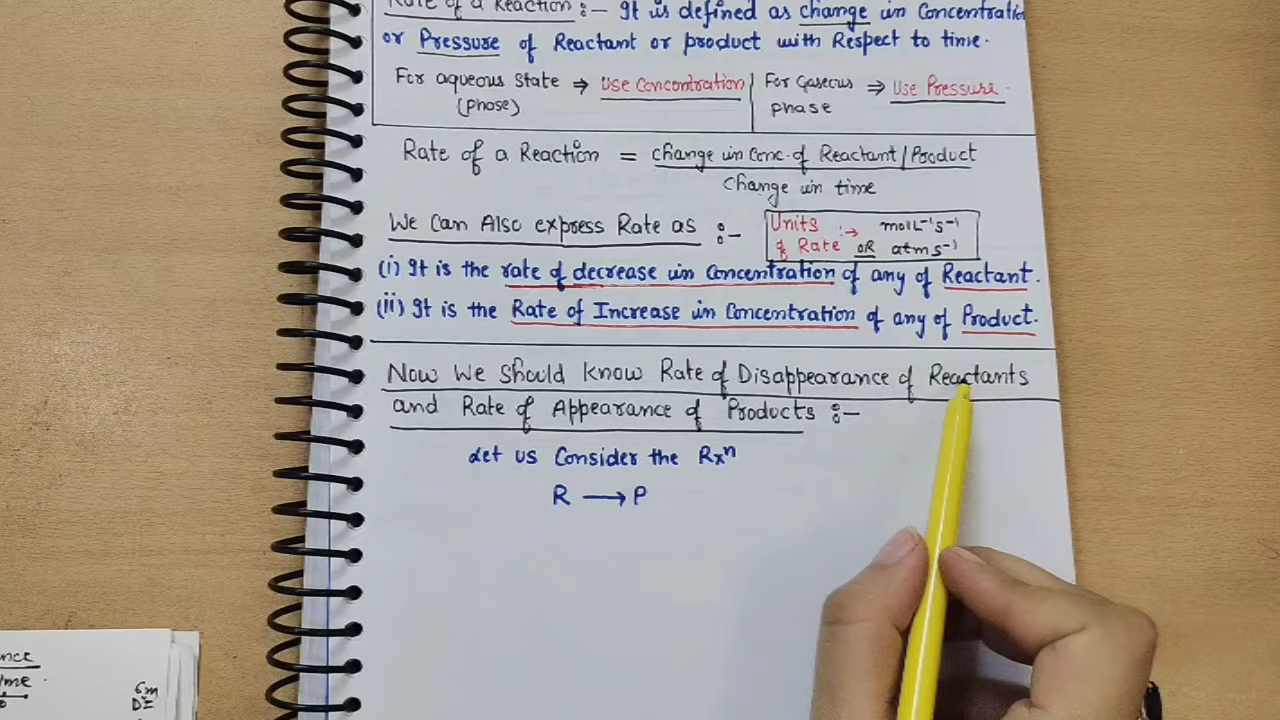 Rate of a Reaction :- It is defined as change in Concentration
or Pressure of Reactant or product with Respect to time.
For aqueous state ⇒ Use Concentration
(phase)
For Gaseous ⇒ Use Pressure.
phase
Rate of a Reaction = change in Conc. of Reactant/Product
Change in time
We Can Also express Rate as :-
Units :→ mol L⁻¹s⁻¹
of Rate OR atm s⁻¹
(i) It is the rate of decrease in Concentration of any of Reactant.
(ii) It is the Rate of Increase in Concentration of any of Product.
Now We Should Know Rate of Disappearance of Reactants
and Rate of Appearance of Products :-
Let us Consider the Rxⁿ
R ⟶ P